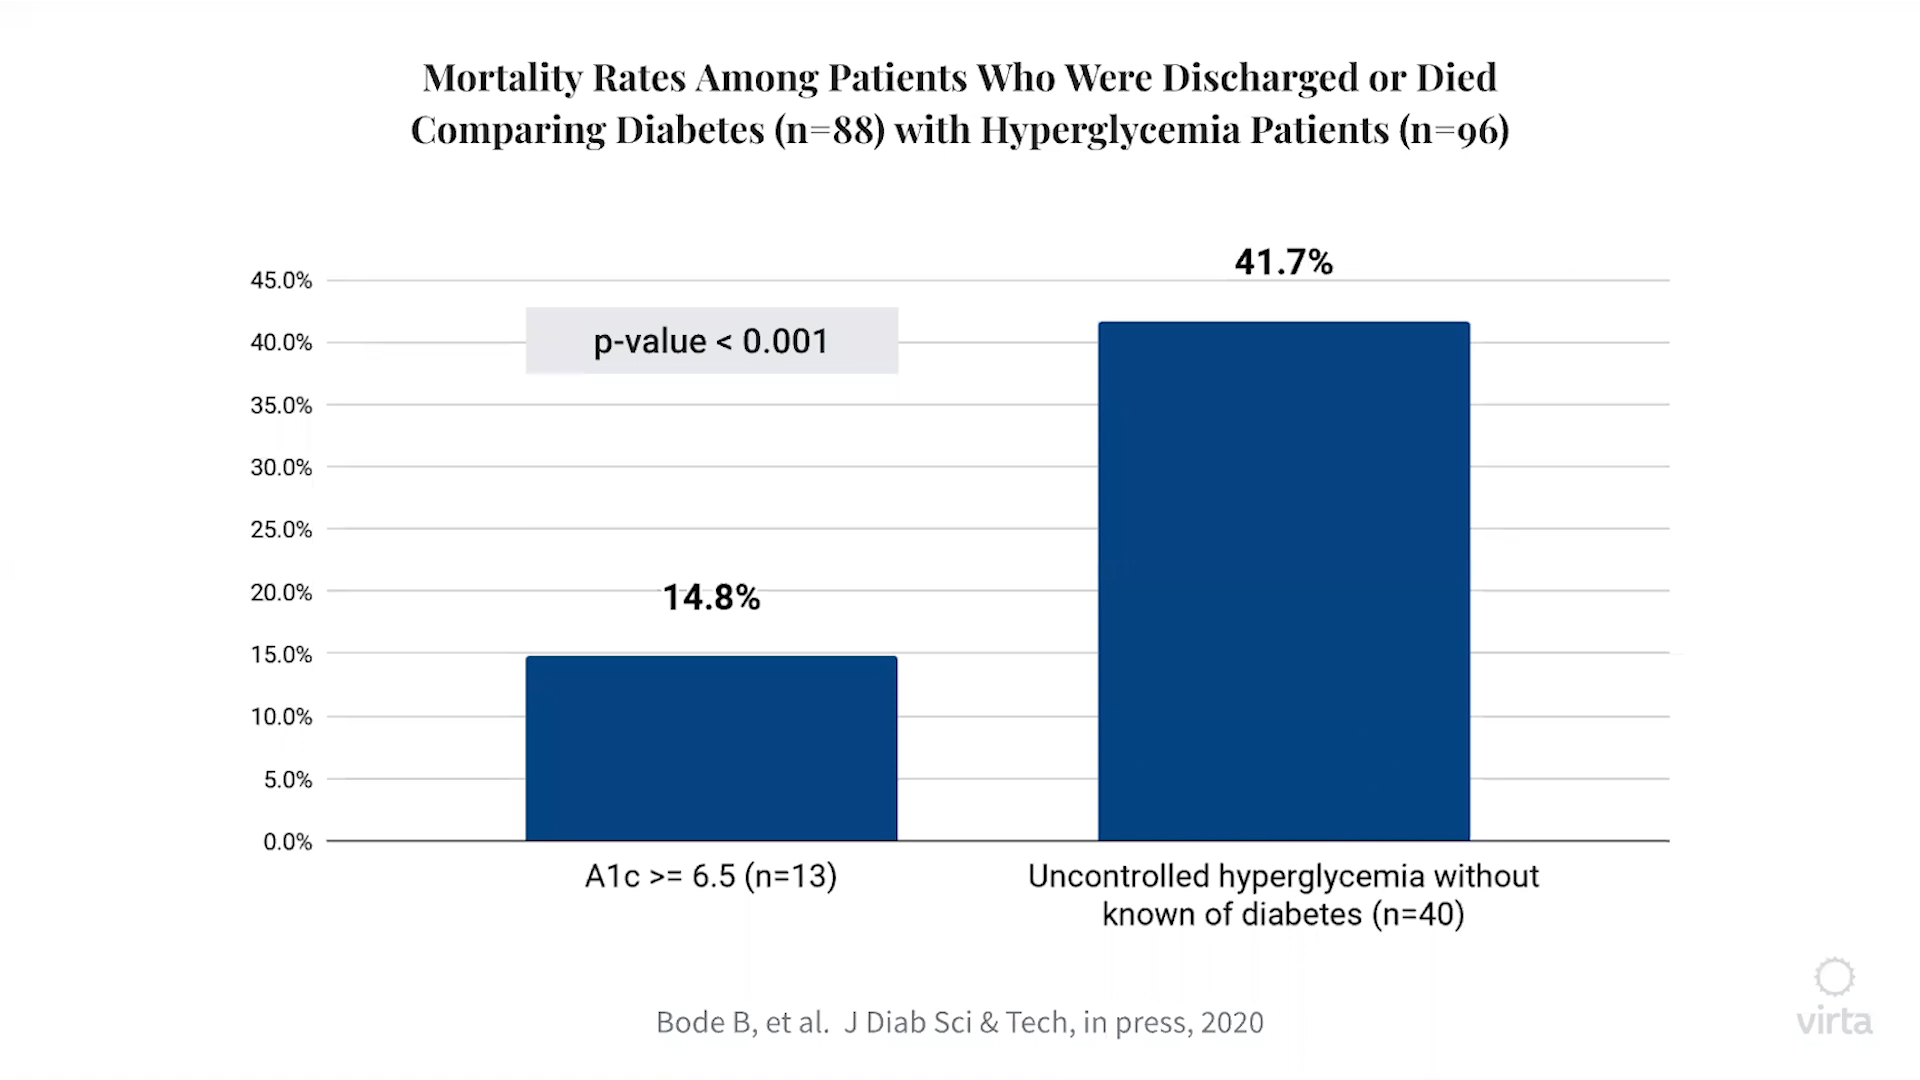 Mortality Rates Among Patients Who Were Discharged or Died
Comparing Diabetes (n=88) with Hyperglycemia Patients (n=96)
41.7%
45.0%
p-value < 0.001
40.0%
35.0%
30.0%
25.0%
20.0%
14.8%
15.0%
10.0%
5.0%
0.0%
A1c >= 6.5 (n=13)
Uncontrolled hyperglycemia without
known of diabetes (n=40)
Bode B, et al. J Diab Sci & Tech, in press, 2020
virta